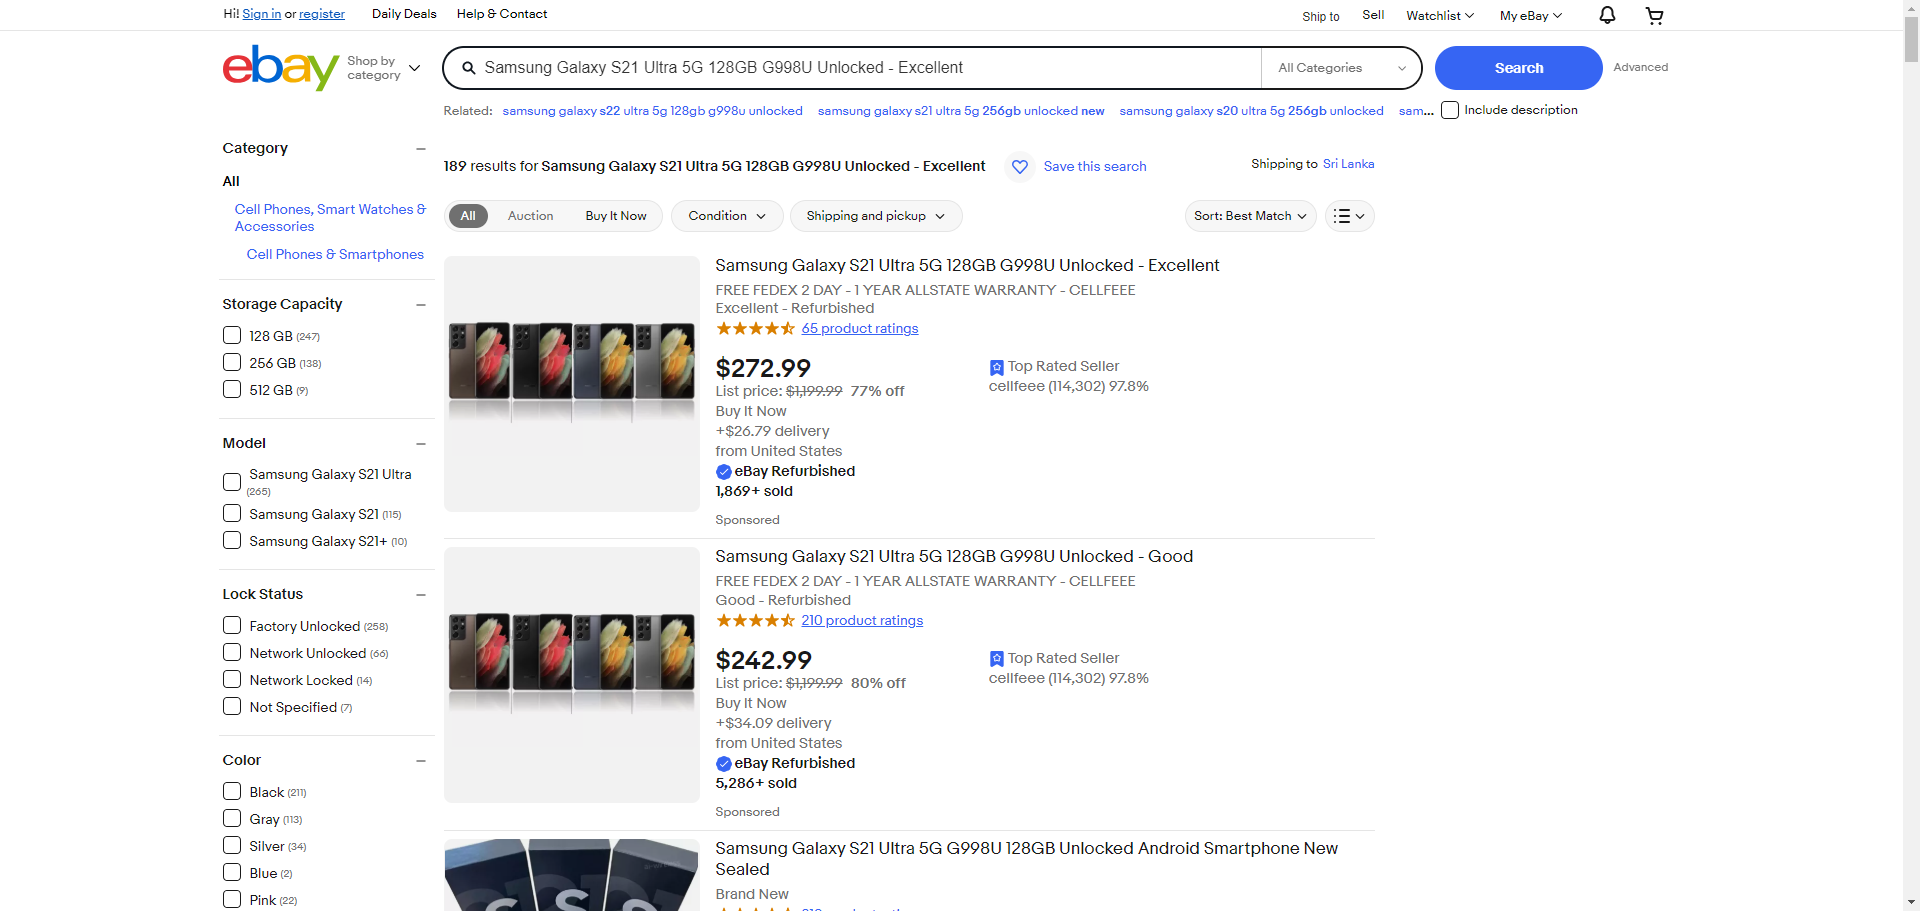 Hi! Sign in or register
Daily Deals
Help & Contact
Ship to
Sell
Watchlist
My eBay
ebay
Shop by
category
Samsung Galaxy S21 Ultra 5G 128GB G998U Unlocked - Excellent
All Categories
Search
Advanced
Related: samsung galaxy s22 ultra 5g 128gb g998u unlocked samsung galaxy s21 ultra 5g 256gb unlocked new samsung galaxy s20 ultra 5g 256gb unlocked sam...
Include description
Category
All
Cell Phones, Smart Watches &
Accessories
Cell Phones & Smartphones
Storage Capacity
128 GB (247)
256 GB (138)
512 GB (9)
Model
Samsung Galaxy S21 Ultra
(265)
Samsung Galaxy S21 (115)
Samsung Galaxy S21+ (10)
Lock Status
Factory Unlocked (258)
Network Unlocked (66)
Network Locked (14)
Not Specified (7)
Color
Black (211)
Gray (113)
Silver (34)
Blue (2)
Pink (22)
189 results for Samsung Galaxy S21 Ultra 5G 128GB G998U Unlocked - Excellent
Save this search
Shipping to Sri Lanka
All
Auction
Buy It Now
Condition
Shipping and pickup
Sort: Best Match
Samsung Galaxy S21 Ultra 5G 128GB G998U Unlocked - Excellent
FREE FEDEX 2 DAY - 1 YEAR ALLSTATE WARRANTY - CELLFEEE
Excellent - Refurbished
65 product ratings
$272.99
List price: $1,199.99 77% off
Buy It Now
+$26.79 delivery
from United States
eBay Refurbished
1,869+ sold
Sponsored
Top Rated Seller
cellfeee (114,302) 97.8%
Samsung Galaxy S21 Ultra 5G 128GB G998U Unlocked - Good
FREE FEDEX 2 DAY - 1 YEAR ALLSTATE WARRANTY - CELLFEEE
Good - Refurbished
210 product ratings
$242.99
List price: $1,199.99 80% off
Buy It Now
+$34.09 delivery
from United States
eBay Refurbished
5,286+ sold
Sponsored
Top Rated Seller
cellfeee (114,302) 97.8%
Samsung Galaxy S21 Ultra 5G G998U 128GB Unlocked Android Smartphone New
Sealed
Brand New